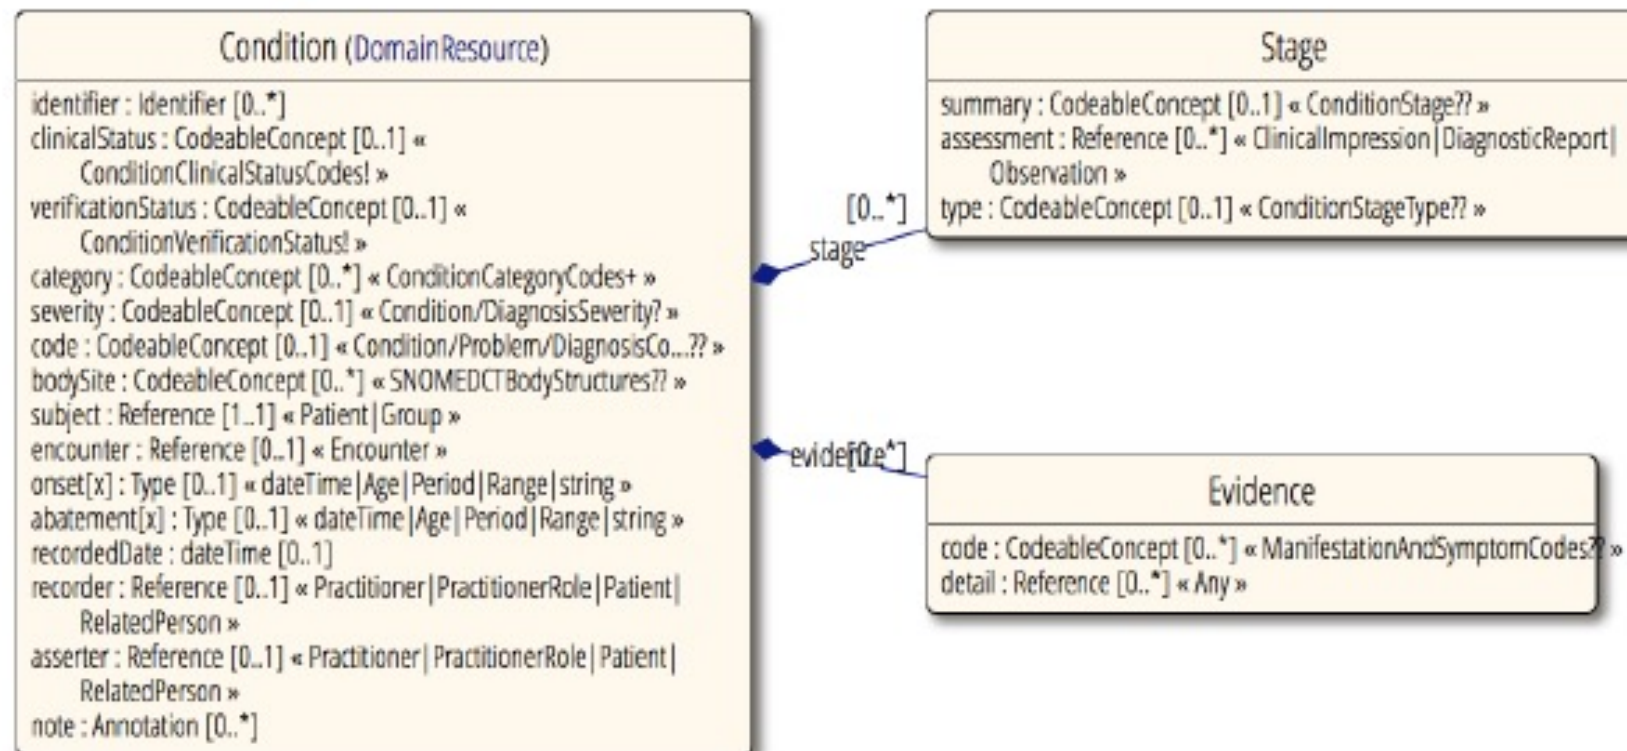 Condition (DomainResource)
identifier : Identifier [0..*]
clinicalStatus : CodeableConcept [0..1] «
ConditionClinicalStatusCodes! »
verificationStatus : CodeableConcept [0..1] «
ConditionVerificationStatus! »
category : CodeableConcept [0..*] « ConditionCategoryCodes+ »
severity : CodeableConcept [0..1] « Condition/DiagnosisSeverity? »
code : CodeableConcept [0..1] « Condition/Problem/DiagnosisCo...?? »
bodySite : CodeableConcept [0..*] « SNOMEDCTBodyStructures?? »
subject : Reference [1..1] « Patient|Group »
encounter : Reference [0..1] « Encounter »
onset[x] : Type [0..1] « dateTime|Age|Period|Range|string »
abatement[x] : Type [0..1] « dateTime|Age|Period|Range|string »
recordedDate : dateTime [0..1]
recorder : Reference [0..1] « Practitioner|PractitionerRole|Patient|
RelatedPerson »
asserter : Reference [0..1] « Practitioner|PractitionerRole|Patient|
RelatedPerson »
note : Annotation [0..*]
[0..*]
stage
evidence
[0..*]
Stage
summary : CodeableConcept [0..1] « ConditionStage?? »
assessment : Reference [0..*] « ClinicalImpression|DiagnosticReport|
Observation »
type : CodeableConcept [0..1] « ConditionStageType?? »
Evidence
code : CodeableConcept [0..*] « ManifestationAndSymptomCodes?? »
detail : Reference [0..*] « Any »